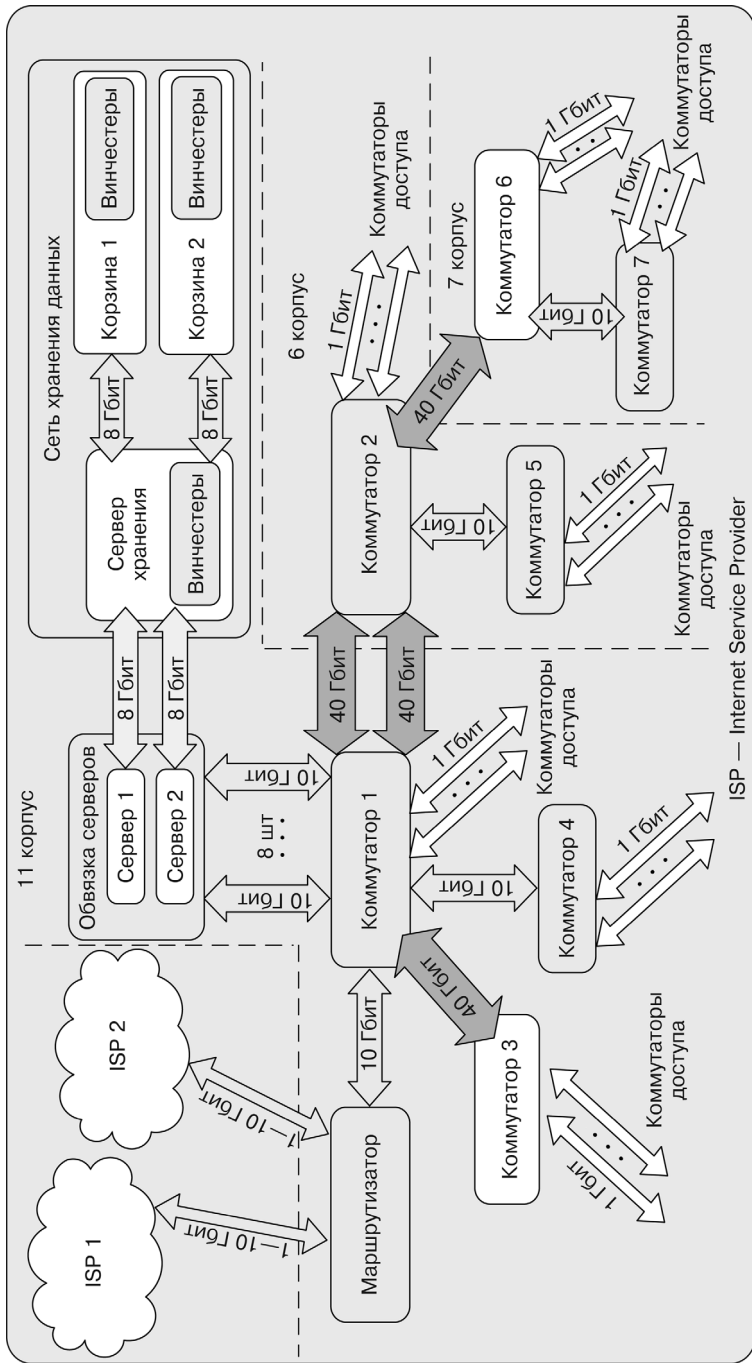 11 корпус
Сеть хранения данных
Корзина 1
Винчестеры
Корзина 2
Винчестеры
8 Гбит
8 Гбит
Сервер
хранения
Винчестеры
8 Гбит
8 Гбит
Обвязка серверов
Сервер 1
Сервер 2
ISP 1
ISP 2
1—10 Гбит
1—10 Гбит
10 Гбит
8 шт
10 Гбит
Маршрутизатор
10 Гбит
Коммутатор 1
40 Гбит
40 Гбит
Коммутатор 2
6 корпус
1 Гбит
Коммутаторы
доступа
40 Гбит
7 корпус
Коммутатор 6
1 Гбит
10 Гбит
Коммутатор 7
1 Гбит
Коммутаторы
доступа
40 Гбит
Коммутатор 3
1 Гбит
Коммутаторы
доступа
10 Гбит
Коммутатор 4
1 Гбит
1 Гбит
Коммутаторы
доступа
10 Гбит
Коммутатор 5
1 Гбит
Коммутаторы
доступа
ISP — Internet Service Provider